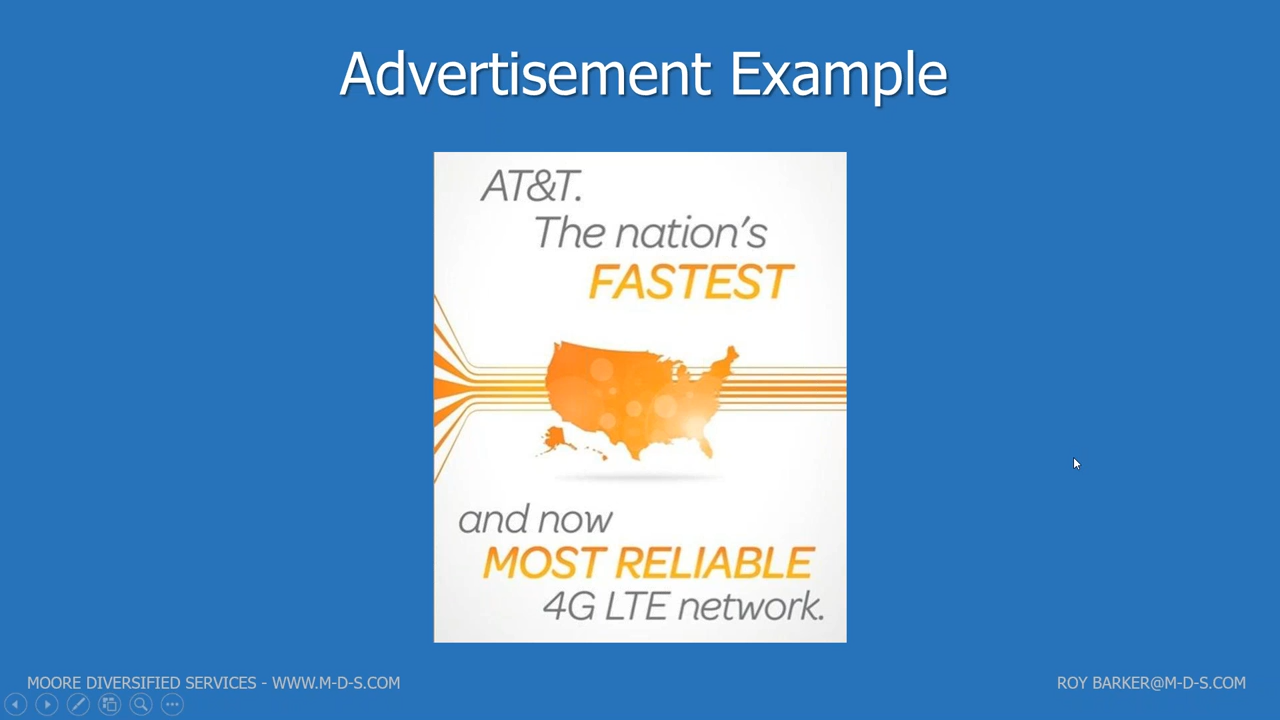 Advertisement Example
AT&T.
The nation's
FASTEST
and now
MOST RELIABLE
4G LTE network.
MOORE DIVERSIFIED SERVICES - WWW.M-D-S.COM
ROY BARKER@M-D-S.COM